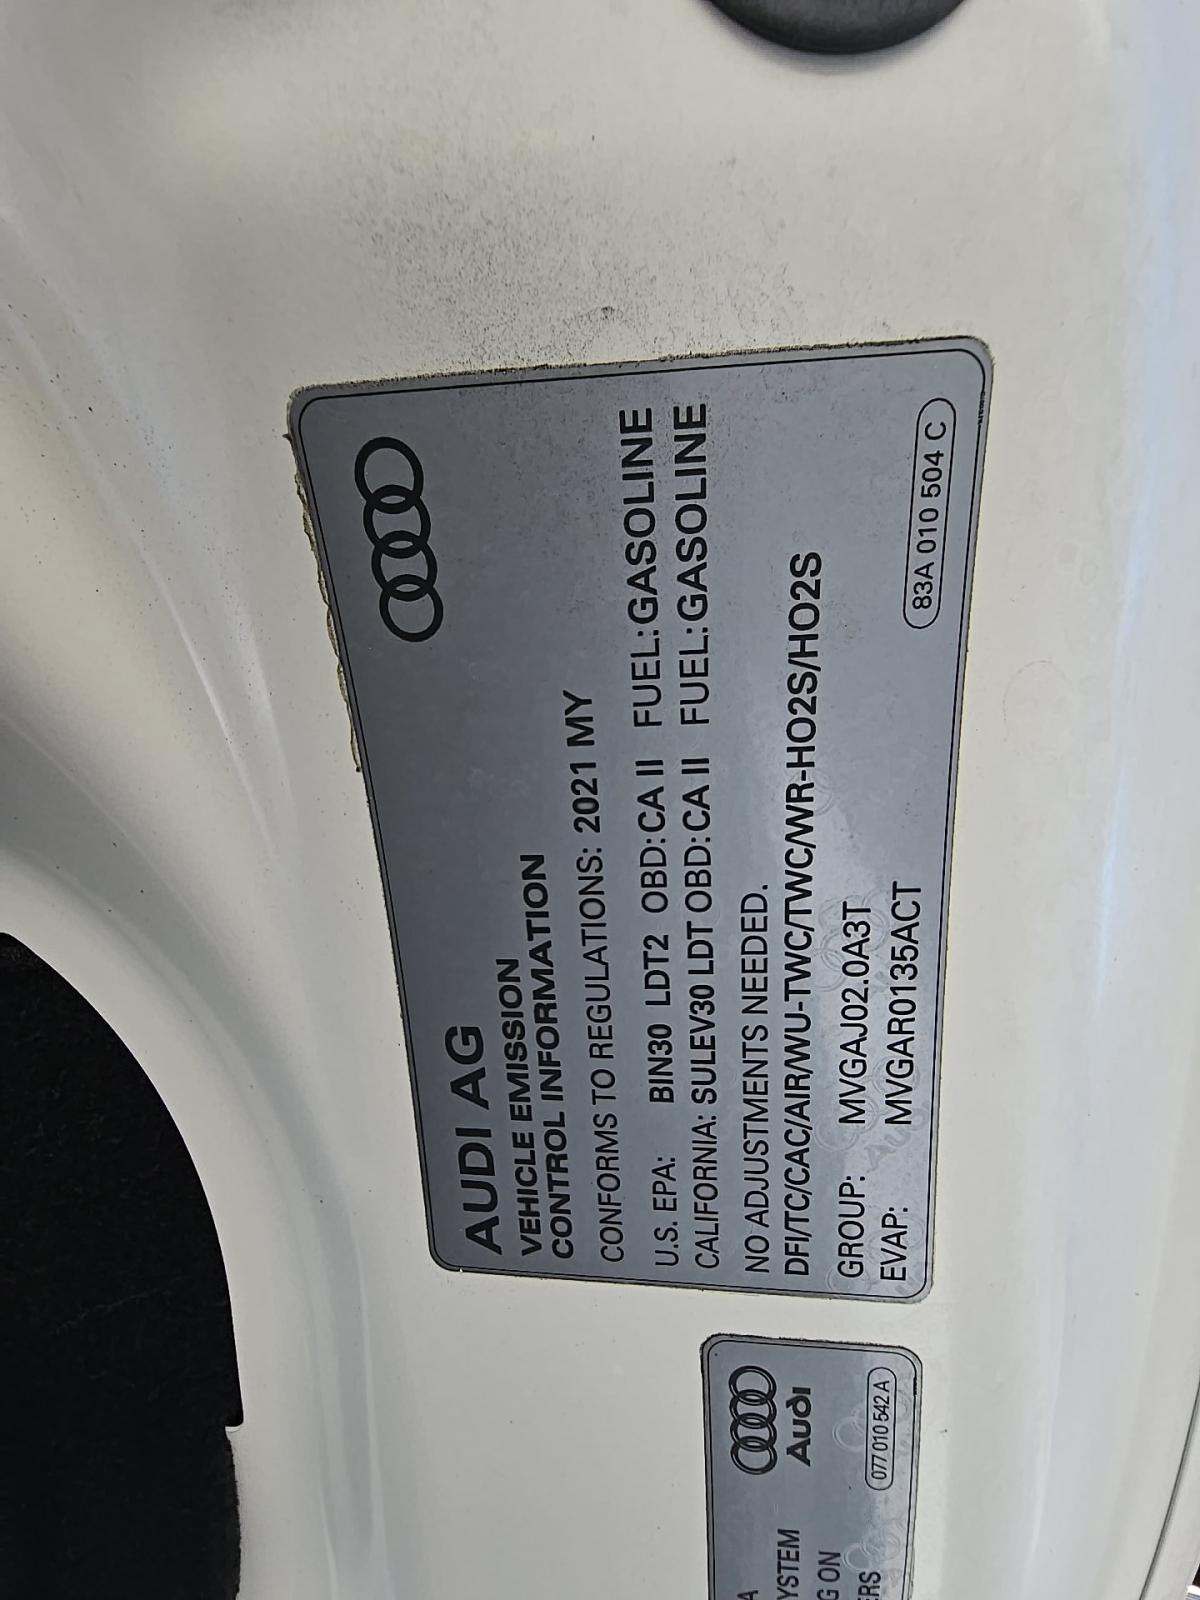 AUDI AG
VEHICLE EMISSION
CONTROL INFORMATION
CONFORMS TO REGULATIONS: 2021 MY
U.S. EPA: BIN30 LDT2 OBD:CA II FUEL:GASOLINE
CALIFORNIA: SULEV30 LDT OBD:CA II FUEL:GASOLINE
NO ADJUSTMENTS NEEDED.
DFI/TC/CAC/AIR/WU-TWC/TWC/WR-HO2S/HO2S
GROUP: MVGAJ02.0A3T
EVAP: MVGAR0135ACT
83A 010 504 C
Audi
YSTEM
G ON
ERS
077 010 542 A